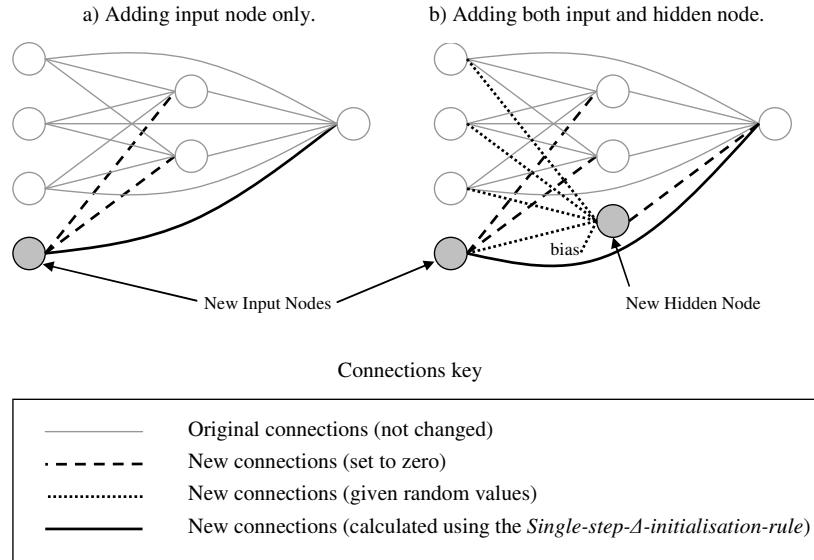 a) Adding input node only.
b) Adding both input and hidden node.
bias
New Input Nodes
New Hidden Node
Connections key
Original connections (not changed)
New connections (set to zero)
New connections (given random values)
New connections (calculated using the Single-step-Δ-initialisation-rule)